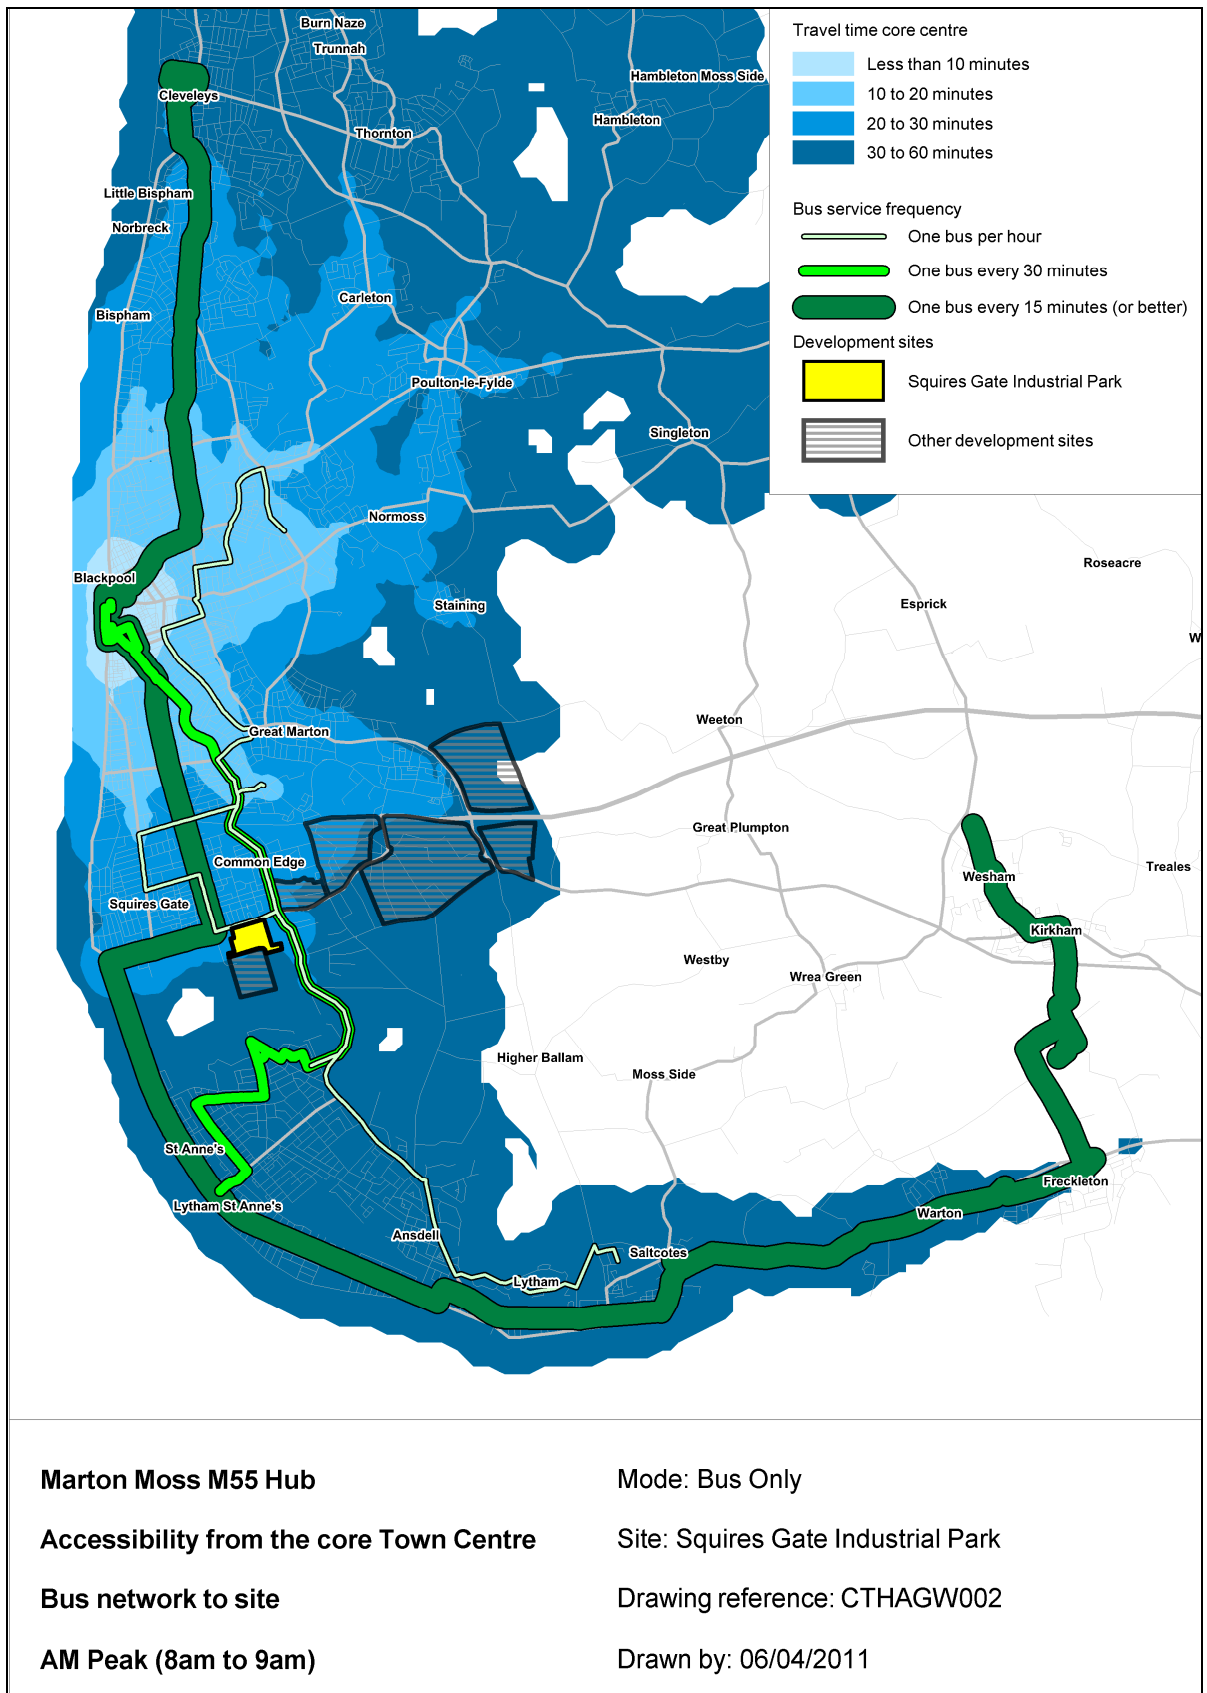 Burn Naze
Trunnah
Hambleton Moss Side
Cleveleys
Hambleton
Thornton
Little Bispham
Norbreck
Carleton
Bispham
Poulton-le-Fylde
Singleton
Normoss
Blackpool
Staining
Roseacre
Esprick
W
Weeton
Great Marton
Great Plumpton
Common Edge
Treales
Wesham
Squires Gate
Kirkham
Westby
Wrea Green
Higher Ballam
Moss Side
St Anne's
Freckleton
Lytham St Anne's
Warton
Ansdell
Saltcotes
Lytham
Travel time core centre
Less than 10 minutes
10 to 20 minutes
20 to 30 minutes
30 to 60 minutes
Bus service frequency
One bus per hour
One bus every 30 minutes
One bus every 15 minutes (or better)
Development sites
Squires Gate Industrial Park
Other development sites
Marton Moss M55 Hub
Accessibility from the core Town Centre
Bus network to site
AM Peak (8am to 9am)
Mode: Bus Only
Site: Squires Gate Industrial Park
Drawing reference: CTHAGW002
Drawn by: 06/04/2011